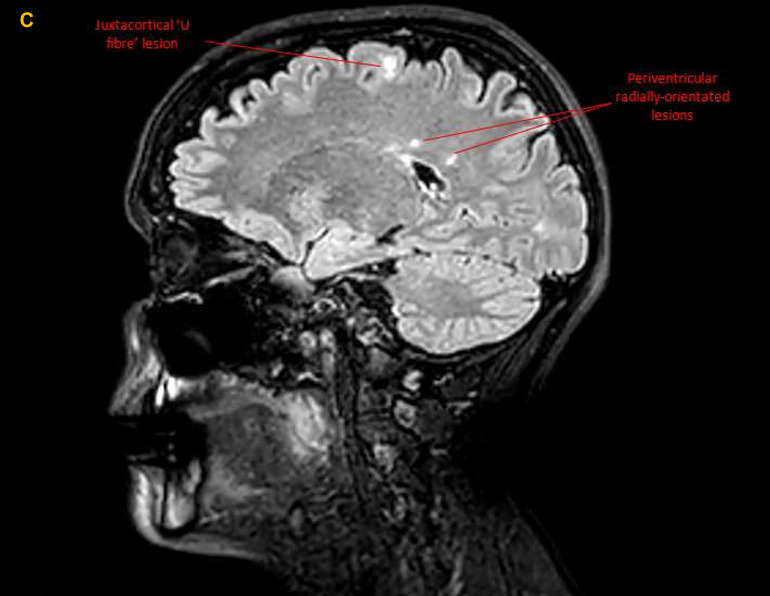 C
Juxtacortical 'U
fibre' lesion
Periventricular
radially-orientated
lesions